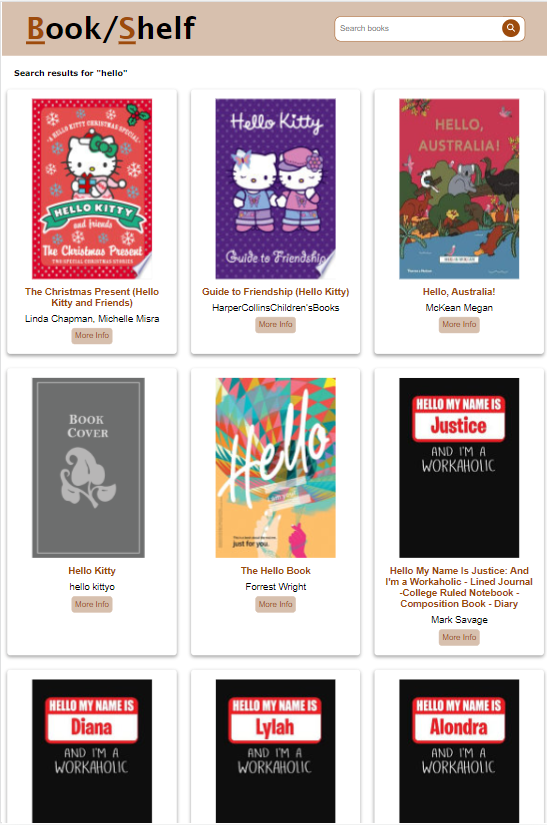 Book/Shelf
Search books
Search results for "hello"
A HELLO KITTY CHRISTMAS SPECIAL
HELLO KITTY
and friends
The Christmas Present
TWO SPECIAL CHRISTMAS STORIES
The Christmas Present (Hello
Kitty and Friends)
Linda Chapman, Michelle Misra
More Info
Hello Kitty
Guide to Friendship
Guide to Friendship (Hello Kitty)
HarperCollinsChildren'sBooks
More Info
HELLO,
AUSTRALIA!
Hello, Australia!
McKean Megan
More Info
BOOK
COVER
Hello Kitty
hello kittyo
More Info
Hello
just for you.
The Hello Book
Forrest Wright
More Info
HELLO MY NAME IS
Justice
AND I'M A
WORKAHOLIC
Hello My Name Is Justice: And
I'm a Workaholic - Lined Journal
-College Ruled Notebook -
Composition Book - Diary
Mark Savage
More Info
HELLO MY NAME IS
Diana
AND I'M A
WORKAHOLIC
HELLO MY NAME IS
Lylah
AND I'M A
WORKAHOLIC
HELLO MY NAME IS
Alondra
AND I'M A
WORKAHOLIC